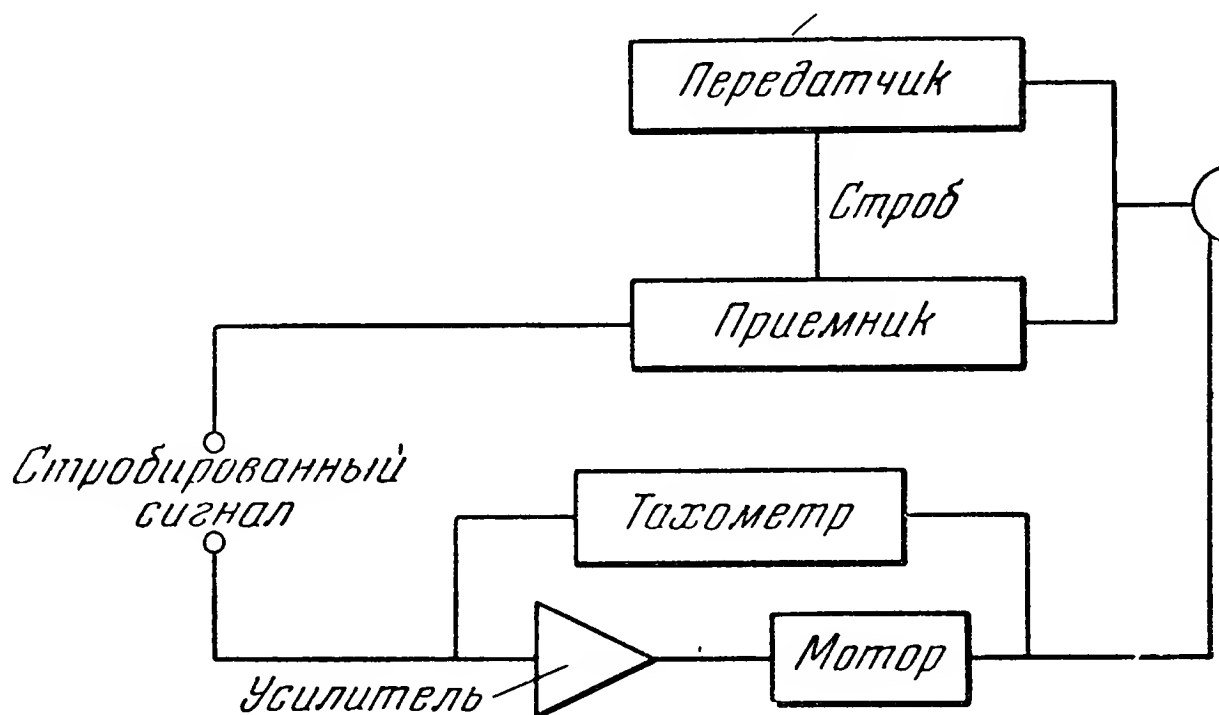 Передатчик
Строб
Приемник
Стробированный
сигнал
Тахометр
Мотор
Усилитель